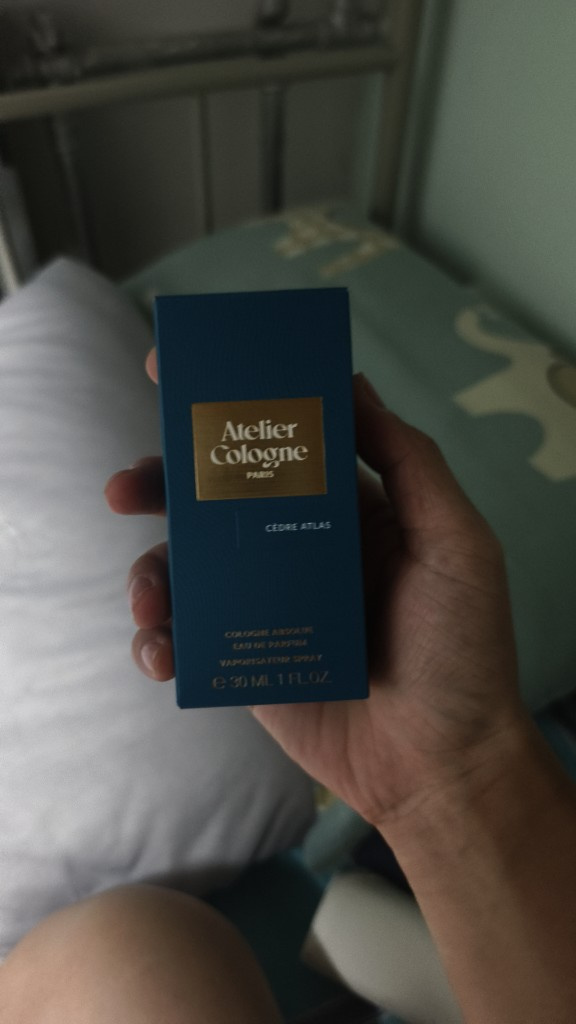 Atelier
Cologne
PARIS
CÈDRE ATLAS
COLOGNE ABSOLUE
EAU DE PARFUM
VAPORISATEUR SPRAY
℮ 30 ML 1 FL.OZ.